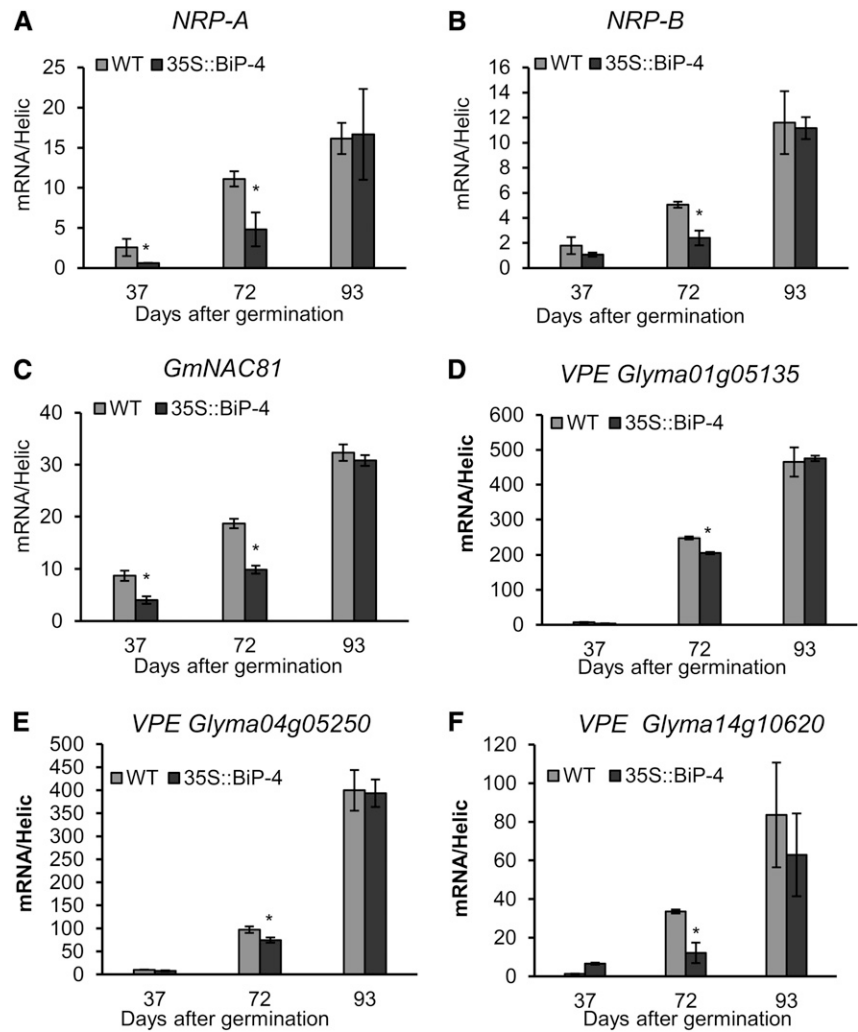 A NRP-A
WT 35S::BiP-4
mRNA/Helic
25
20
15
10
5
0
*
*
37 72 93
Days after germination
B NRP-B
WT 35S::BiP-4
mRNA/Helic
16
14
12
10
8
6
4
2
0
*
37 72 93
Days after germination
C GmNAC81
WT 35S::BiP-4
mRNA/Helic
40
30
20
10
0
*
*
37 72 93
Days after germination
D VPE Glyma01g05135
WT 35S::BiP-4
mRNA/Helic
600
500
400
300
200
100
0
*
37 72 93
Days after germination
E VPE Glyma04g05250
WT 35S::BiP-4
mRNA/Helic
500
450
400
350
300
250
200
150
100
50
0
*
37 72 93
Days after germination
F VPE Glyma14g10620
WT 35S::BiP-4
mRNA/Helic
120
100
80
60
40
20
0
*
37 72 93
Days after germination